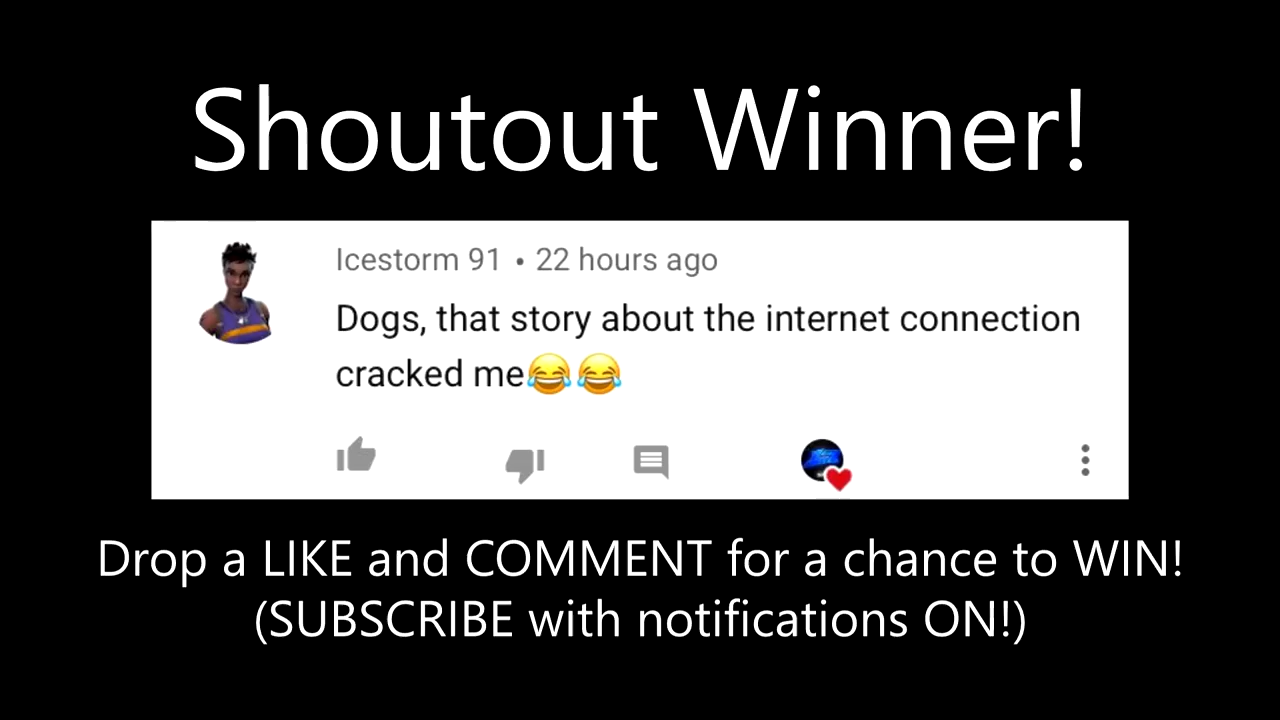 Shoutout Winner!
Icestorm 91 • 22 hours ago
Dogs, that story about the internet connection
cracked me😂😂
Drop a LIKE and COMMENT for a chance to WIN!
(SUBSCRIBE with notifications ON!)